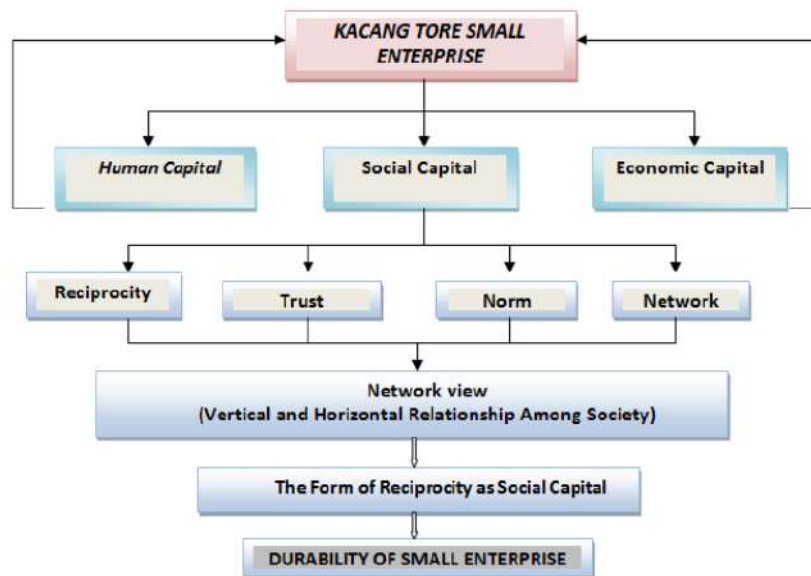 KACANG TORE SMALL
ENTERPRISE
Human Capital
Social Capital
Economic Capital
Reciprocity
Trust
Norm
Network
Network view
(Vertical and Horizontal Relationship Among Society)
The Form of Reciprocity as Social Capital
DURABILITY OF SMALL ENTERPRISE